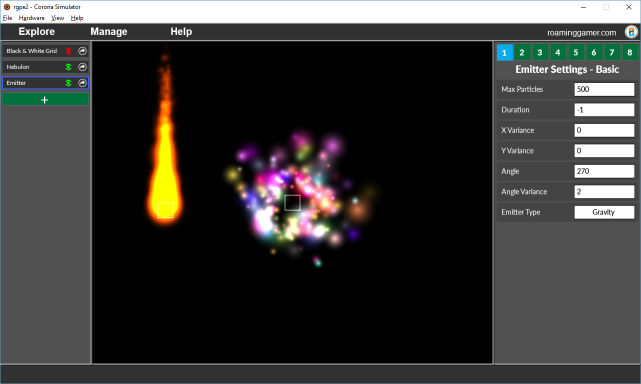 rgpe2 - Corona Simulator
File Hardware View Help
Explore Manage Help roaminggamer.com
Black & White Grid
Nebulon
Emitter
+
1 2 3 4 5 6 7 8
Emitter Settings - Basic
Max Particles 500
Duration -1
X Variance 0
Y Variance 0
Angle 270
Angle Variance 2
Emitter Type Gravity